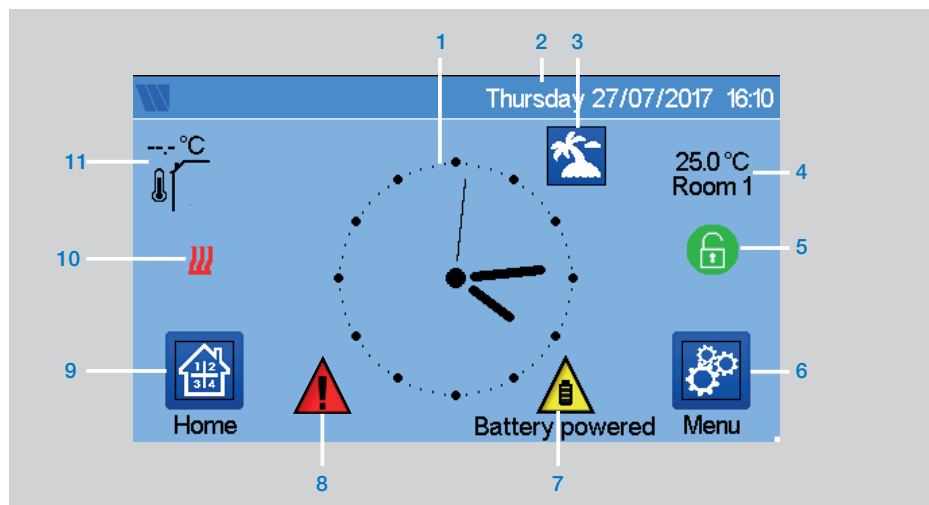 1 2 3
Thursday 27/07/2017 16:10
--.- °C
11
25.0 °C
Room 1
4
10
5
9
1 2
3 4
6
Home
Battery powered
Menu
8
7